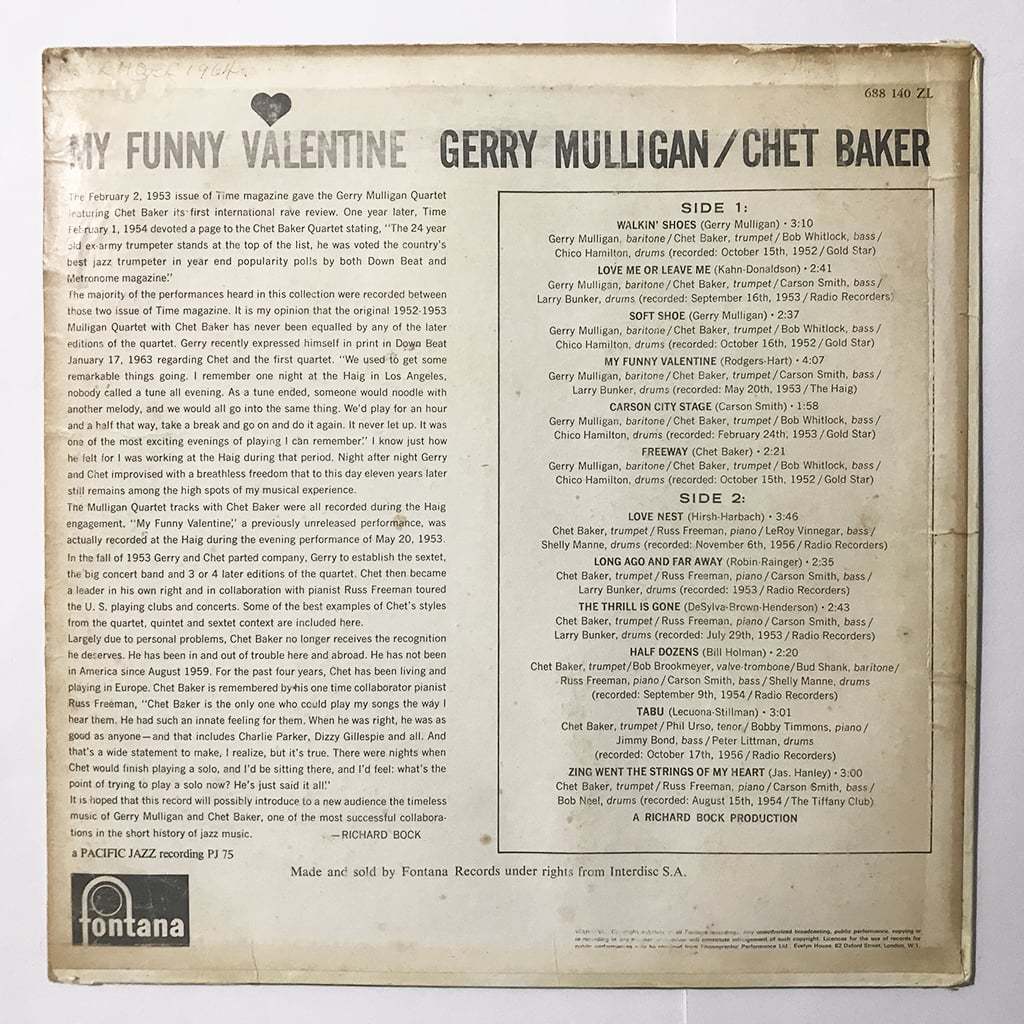 1964
688 140 ZL
MY FUNNY VALENTINE GERRY MULLIGAN/CHET BAKER
The February 2, 1953 issue of Time magazine gave the Gerry Mulligan Quartet
featuring Chet Baker its first international rave review. One year later, Time
February 1, 1954 devoted a page to the Chet Baker Quartet stating, "The 24 year
old ex-army trumpeter stands at the top of the list, he was voted the country's
best jazz trumpeter in year end popularity polls by both Down Beat and
Metronome magazine."
The majority of the performances heard in this collection were recorded between
those two issue of Time magazine. It is my opinion that the original 1952-1953
Mulligan Quartet with Chet Baker has never been equalled by any of the later
editions of the quartet. Gerry recently expressed himself in print in Down Beat
January 17, 1963 regarding Chet and the first quartet. "We used to get some
remarkable things going. I remember one night at the Haig in Los Angeles,
nobody called a tune all evening. As a tune ended, someone would noodle with
another melody, and we would all go into the same thing. We'd play for an hour
and a half that way, take a break and go on and do it again. It never let up. It was
one of the most exciting evenings of playing I can remember." I know just how
he felt for I was working at the Haig during that period. Night after night Gerry
and Chet improvised with a breathless freedom that to this day eleven years later
still remains among the high spots of my musical experience.
The Mulligan Quartet tracks with Chet Baker were all recorded during the Haig
engagement. "My Funny Valentine," a previously unreleased performance, was
actually recorded at the Haig during the evening performance of May 20, 1953.
In the fall of 1953 Gerry and Chet parted company, Gerry to establish the sextet,
the big concert band and 3 or 4 later editions of the quartet. Chet then became
a leader in his own right and in collaboration with pianist Russ Freeman toured
the U. S. playing clubs and concerts. Some of the best examples of Chet's styles
from the quartet, quintet and sextet context are included here.
Largely due to personal problems, Chet Baker no longer receives the recognition
he deserves. He has been in and out of trouble here and abroad. He has not been
in America since August 1959. For the past four years, Chet has been living and
playing in Europe. Chet Baker is remembered by his one time collaborator pianist
Russ Freeman, "Chet Baker is the only one who could play my songs the way I
hear them. He had such an innate feeling for them. When he was right, he was as
good as anyone—and that includes Charlie Parker, Dizzy Gillespie and all. And
that's a wide statement to make, I realize, but it's true. There were nights when
Chet would finish playing a solo, and I'd be sitting there, and I'd feel: what's the
point of trying to play a solo now? He's just said it all!"
It is hoped that this record will possibly introduce to a new audience the timeless
music of Gerry Mulligan and Chet Baker, one of the most successful collabora-
tions in the short history of jazz music. —RICHARD BOCK
a PACIFIC JAZZ recording PJ 75
SIDE 1:
WALKIN' SHOES (Gerry Mulligan) • 3:10
Gerry Mulligan, baritone/Chet Baker, trumpet/Bob Whitlock, bass/
Chico Hamilton, drums (recorded: October 15th, 1952/Gold Star)
LOVE ME OR LEAVE ME (Kahn-Donaldson) • 2:41
Gerry Mulligan, baritone/Chet Baker, trumpet/Carson Smith, bass/
Larry Bunker, drums (recorded: September 16th, 1953/Radio Recorders)
SOFT SHOE (Gerry Mulligan) • 2:37
Gerry Mulligan, baritone/Chet Baker, trumpet/Bob Whitlock, bass/
Chico Hamilton, drums (recorded: October 16th, 1952/Gold Star)
MY FUNNY VALENTINE (Rodgers-Hart) • 4:07
Gerry Mulligan, baritone/Chet Baker, trumpet/Carson Smith, bass/
Larry Bunker, drums (recorded: May 20th, 1953/The Haig)
CARSON CITY STAGE (Carson Smith) • 1:58
Gerry Mulligan, baritone/Chet Baker, trumpet/Bob Whitlock, bass/
Chico Hamilton, drums (recorded: February 24th, 1953/Gold Star)
FREEWAY (Chet Baker) • 2:21
Gerry Mulligan, baritone/Chet Baker, trumpet/Bob Whitlock, bass/
Chico Hamilton, drums (recorded: October 15th, 1952/Gold Star)
SIDE 2:
LOVE NEST (Hirsh-Harbach) • 3:46
Chet Baker, trumpet/Russ Freeman, piano/LeRoy Vinnegar, bass/
Shelly Manne, drums (recorded: November 6th, 1956/Radio Recorders)
LONG AGO AND FAR AWAY (Robin-Rainger) • 2:35
Chet Baker, trumpet/Russ Freeman, piano/Carson Smith, bass/
Larry Bunker, drums (recorded: 1953/Radio Recorders)
THE THRILL IS GONE (DeSylva-Brown-Henderson) • 2:43
Chet Baker, trumpet/Russ Freeman, piano/Carson Smith, bass/
Larry Bunker, drums (recorded: July 29th, 1953/Radio Recorders)
HALF DOZENS (Bill Holman) • 2:20
Chet Baker, trumpet/Bob Brookmeyer, valve-trombone/Bud Shank, baritone/
Russ Freeman, piano/Carson Smith, bass/Shelly Manne, drums
(recorded: September 9th, 1954/Radio Recorders)
TABU (Lecuona-Stillman) • 3:01
Chet Baker, trumpet/Phil Urso, tenor/Bobby Timmons, piano/
Jimmy Bond, bass/Peter Littman, drums
(recorded: October 17th, 1956/Radio Recorders)
ZING WENT THE STRINGS OF MY HEART (Jas. Hanley) • 3:00
Chet Baker, trumpet/Russ Freeman, piano/Carson Smith, bass/
Bob Neel, drums (recorded: August 15th, 1954/The Tiffany Club)
A RICHARD BOCK PRODUCTION
Made and sold by Fontana Records under rights from Interdisc S.A.
fontana
recordings. Any unauthorized broadcasting, public performance, copying or
re-recording in any will constitute infringement of such copyright. Licences for the use of records for
public performances be obtained from Phonographic Performance Ltd., Evelyn House, 62 Oxford Street, London, W.1.